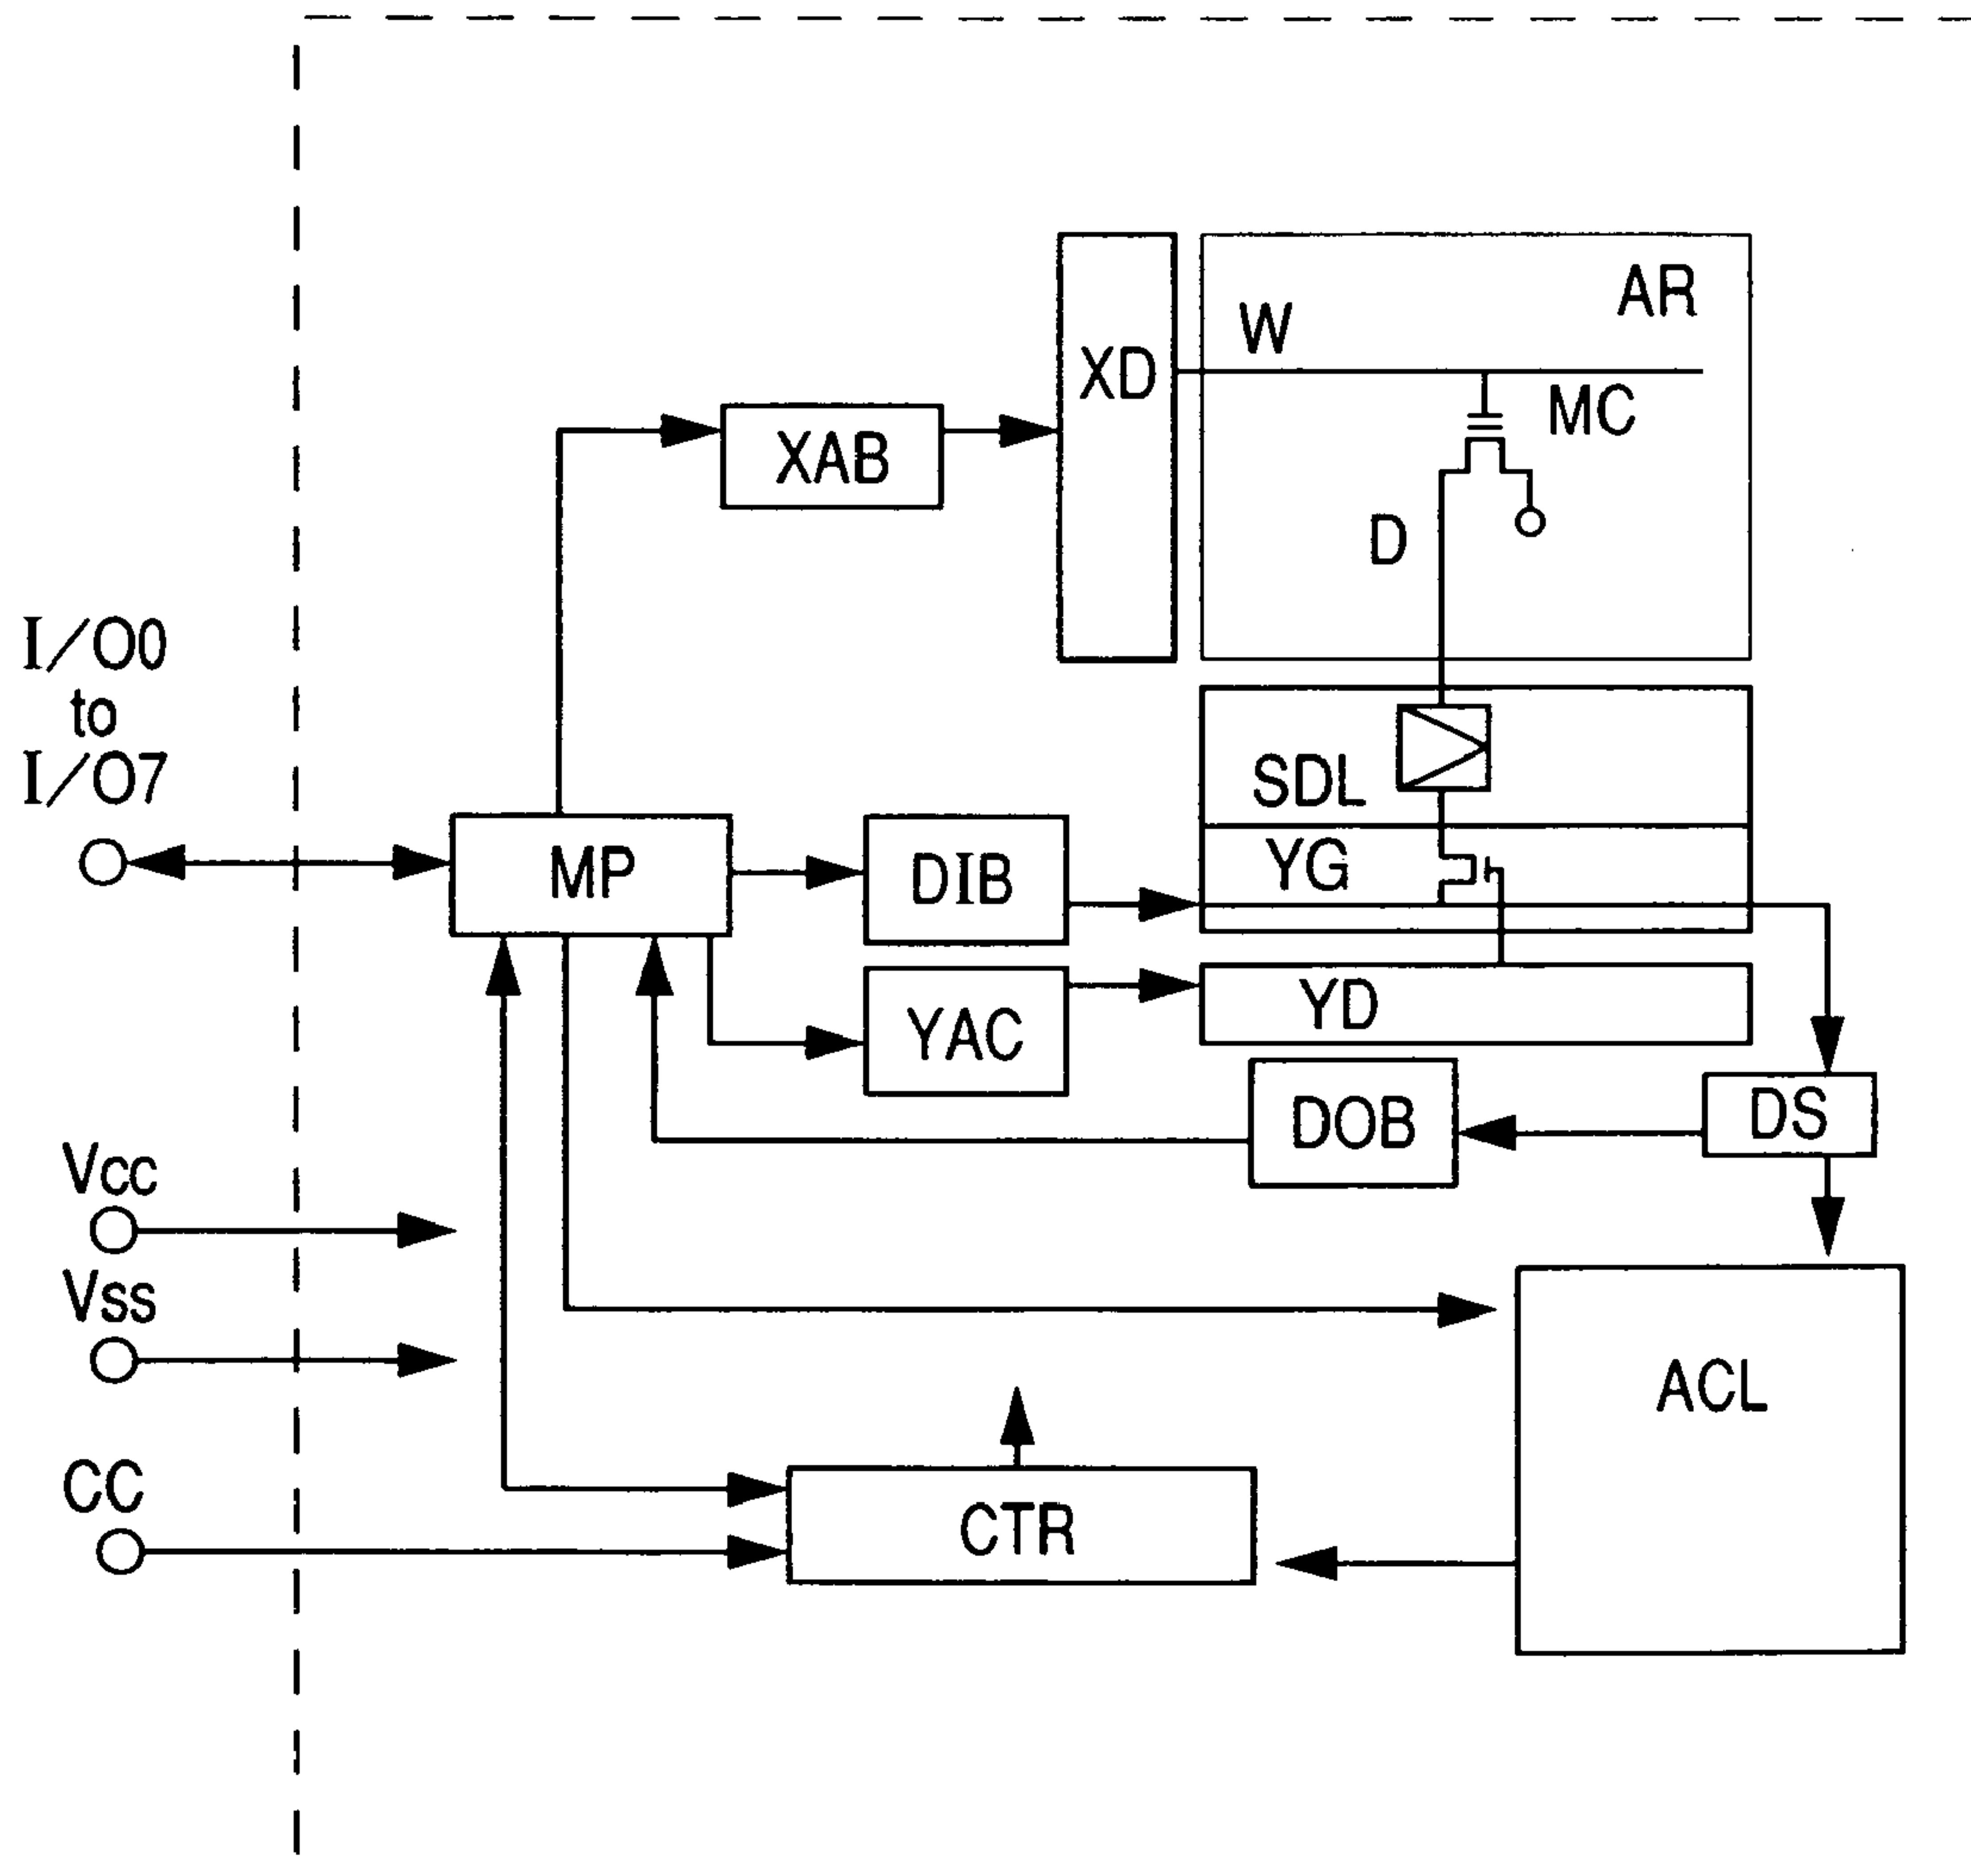 AR
W
XD
MC
XAB
D
I/O0
to
I/O7
SDL
YG
MP
DIB
YD
YAC
DS
DOB
Vcc
Vss
ACL
CC
CTR